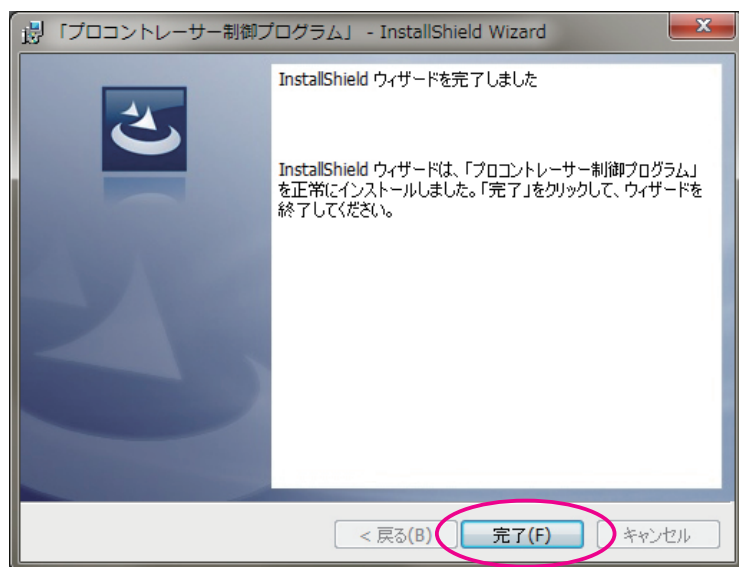 「プロコントレーサー制御プログラム」 - InstallShield Wizard
InstallShield ウィザードを完了しました
InstallShield ウィザードは、「プロコントレーサー制御プログラム」
を正常にインストールしました。「完了」をクリックして、ウィザードを
終了してください。
< 戻る(B)
完了(F)
キャンセル